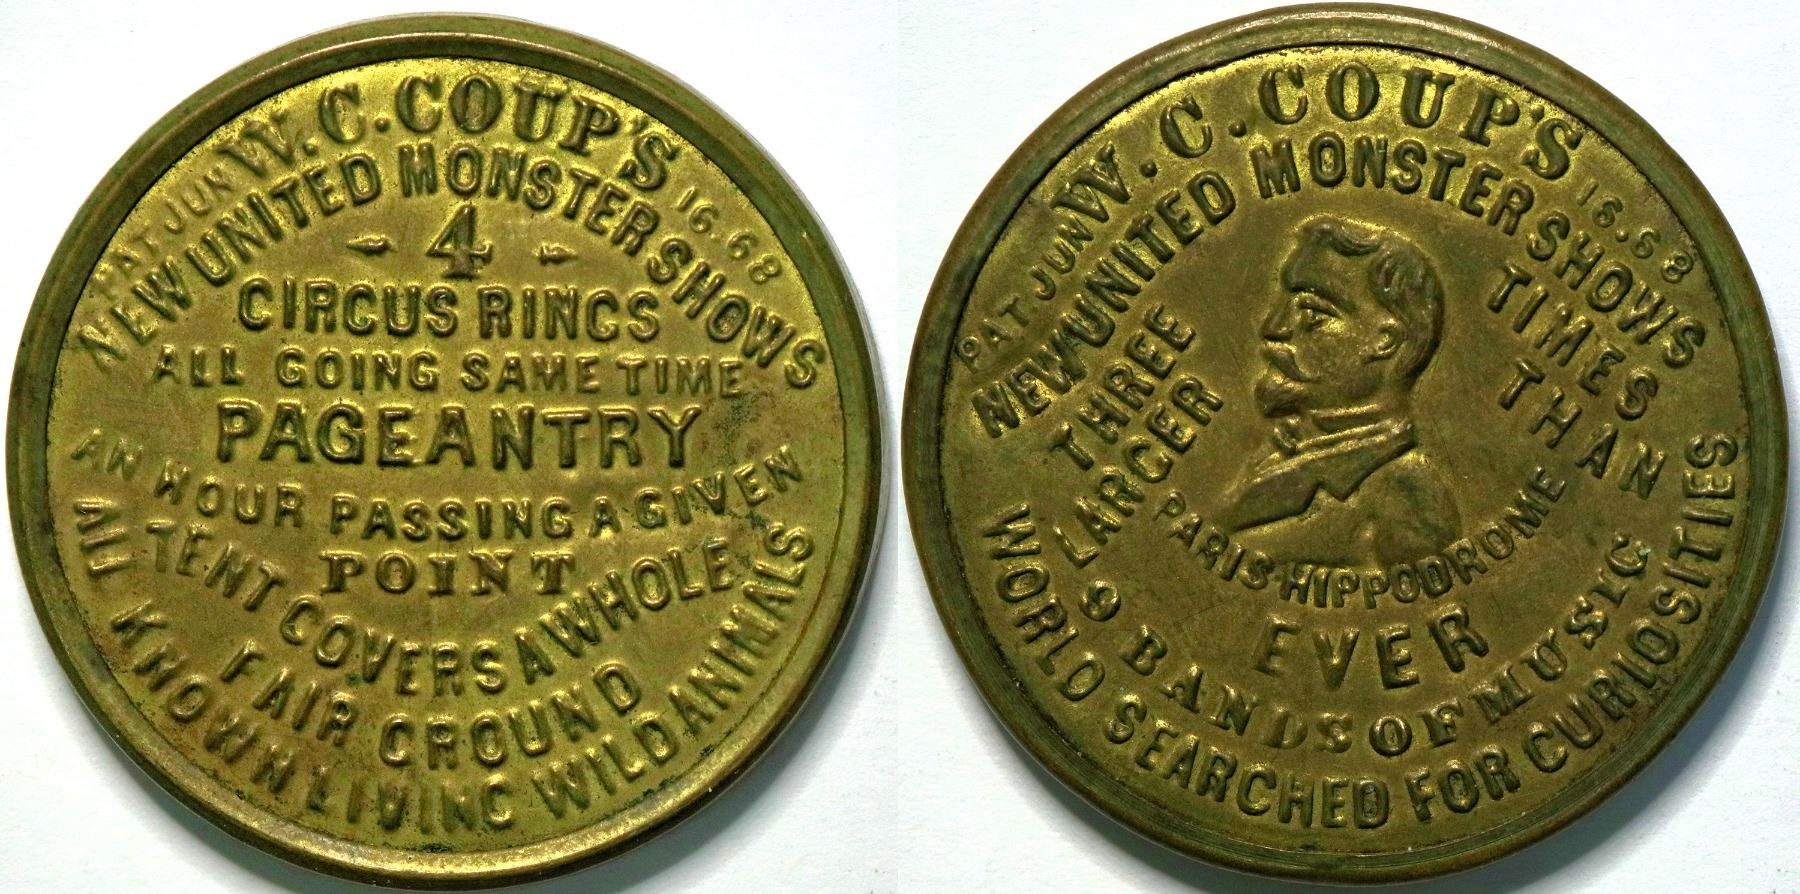 W.C.COUP'S
PAT. JUN 16.68
NEW UNITED MONSTER SHOWS
4
CIRCUS RINGS
ALL GOING SAME TIME
PAGEANTRY
AN HOUR PASSING A GIVEN
POINT
TENT COVERS A WHOLE
FAIR GROUND
ALL KNOWN LIVING WILD ANIMALS
W.C.COUP'S
PAT. JUN 16.68
NEW UNITED MONSTER SHOWS
THREE TIMES
LARGER THAN
PARIS HIPPODROME
EVER
9 BANDS OF MUSIC
WORLD SEARCHED FOR CURIOSITIES